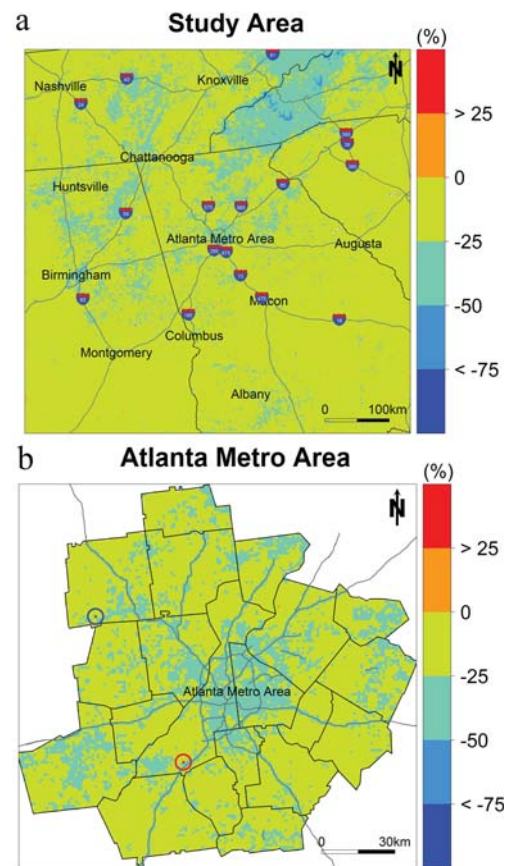 a
Study Area
(%)
N
Nashville
Knoxville
> 25
Chattanooga
0
Huntsville
-25
Atlanta Metro Area
Augusta
Birmingham
-50
Macon
Columbus
< -75
Montgomery
Albany
0 100km
b
Atlanta Metro Area
(%)
N
> 25
0
-25
Atlanta Metro Area
-50
< -75
0 30km